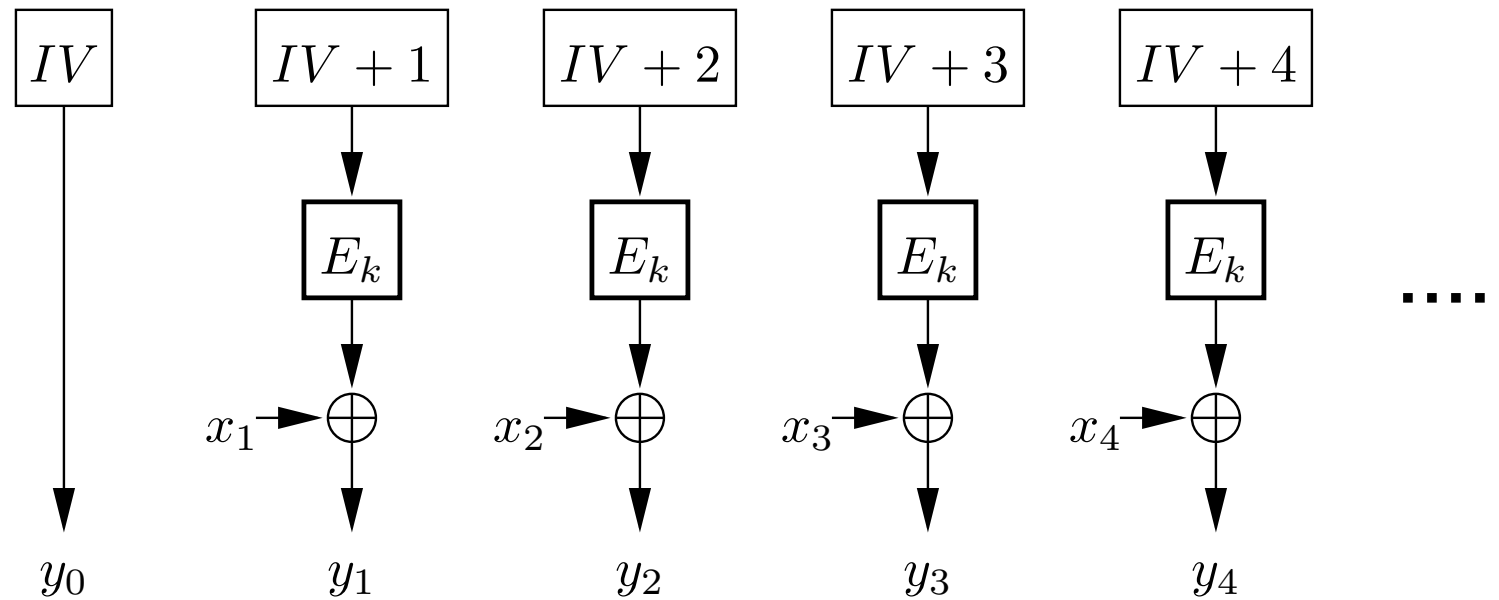 IV IV + 1 IV + 2 IV + 3 IV + 4
E_k E_k E_k E_k
....
x_1 x_2 x_3 x_4
y_0 y_1 y_2 y_3 y_4